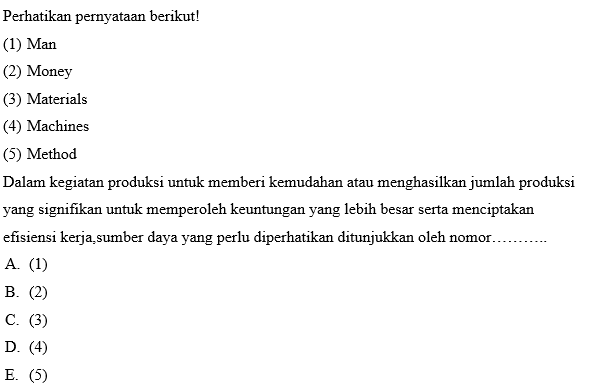 Perhatikan pernyataan berikut!
(1) Man
(2) Money
(3) Materials
(4) Machines
(5) Method
Dalam kegiatan produksi untuk memberi kemudahan atau menghasilkan jumlah produksi
yang signifikan untuk memperoleh keuntungan yang lebih besar serta menciptakan
efisiensi kerja,sumber daya yang perlu diperhatikan ditunjukkan oleh nomor………..
A. (1)
B. (2)
C. (3)
D. (4)
E. (5)